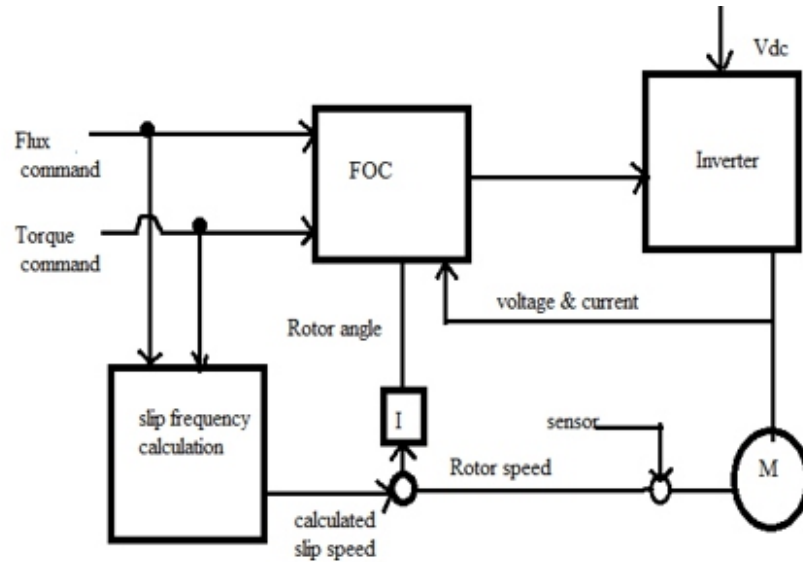 Vdc
Flux
command
FOC
Inverter
Torque
command
voltage & current
Rotor angle
slip frequency
calculation
I
sensor
Rotor speed
M
calculated
slip speed